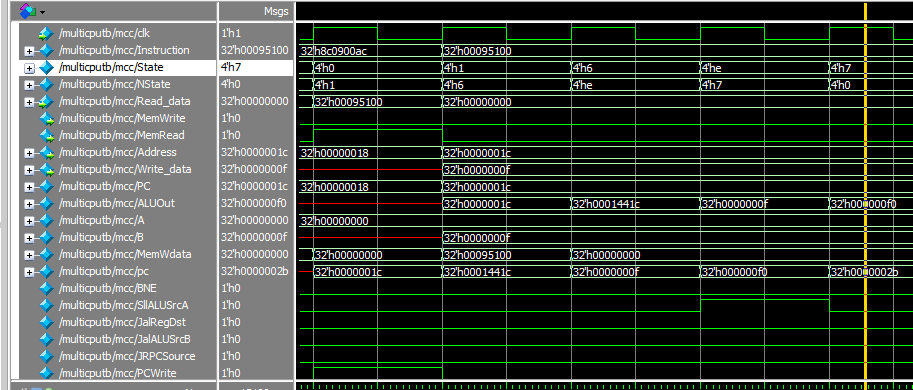 Msgs
/multicputb/mcc/clk 1'h1
/multicputb/mcc/Instruction 32'h00095100 32'h8c0900ac 32'h00095100
/multicputb/mcc/State 4'h7 4'h0 4'h1 4'h6 4'he 4'h7
/multicputb/mcc/NState 4'h0 4'h1 4'h6 4'he 4'h7 4'h0
/multicputb/mcc/Read_data 32'h00000000 32'h00095100 32'h00000000
/multicputb/mcc/MemWrite 1'h0
/multicputb/mcc/MemRead 1'h0
/multicputb/mcc/Address 32'h0000001c 32'h00000018 32'h0000001c
/multicputb/mcc/Write_data 32'h0000000f 32'h0000000f
/multicputb/mcc/PC 32'h0000001c 32'h00000018 32'h0000001c
/multicputb/mcc/ALUOut 32'h000000f0 32'h0000001c 32'h0001441c 32'h0000000f 32'h000000f0
/multicputb/mcc/A 32'h00000000 32'h00000000
/multicputb/mcc/B 32'h0000000f 32'h0000000f
/multicputb/mcc/MemWdata 32'h00000000 32'h00000000 32'h00095100 32'h00000000
/multicputb/mcc/pc 32'h0000002b 32'h0000001c 32'h0001441c 32'h0000000f 32'h000000f0 32'h0000002b
/multicputb/mcc/BNE 1'h0
/multicputb/mcc/SllALUSrcA 1'h0
/multicputb/mcc/JalRegDst 1'h0
/multicputb/mcc/JalALUSrcB 1'h0
/multicputb/mcc/JRPCSource 1'h0
/multicputb/mcc/PCWrite 1'h0